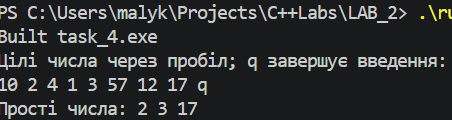 PS C:\Users\malyk\Projects\C++Labs\LAB_2> .\ru
Built task_4.exe
Цілі числа через пробіл; q завершує введення:
10 2 4 1 3 57 12 17 q
Прості числа: 2 3 17